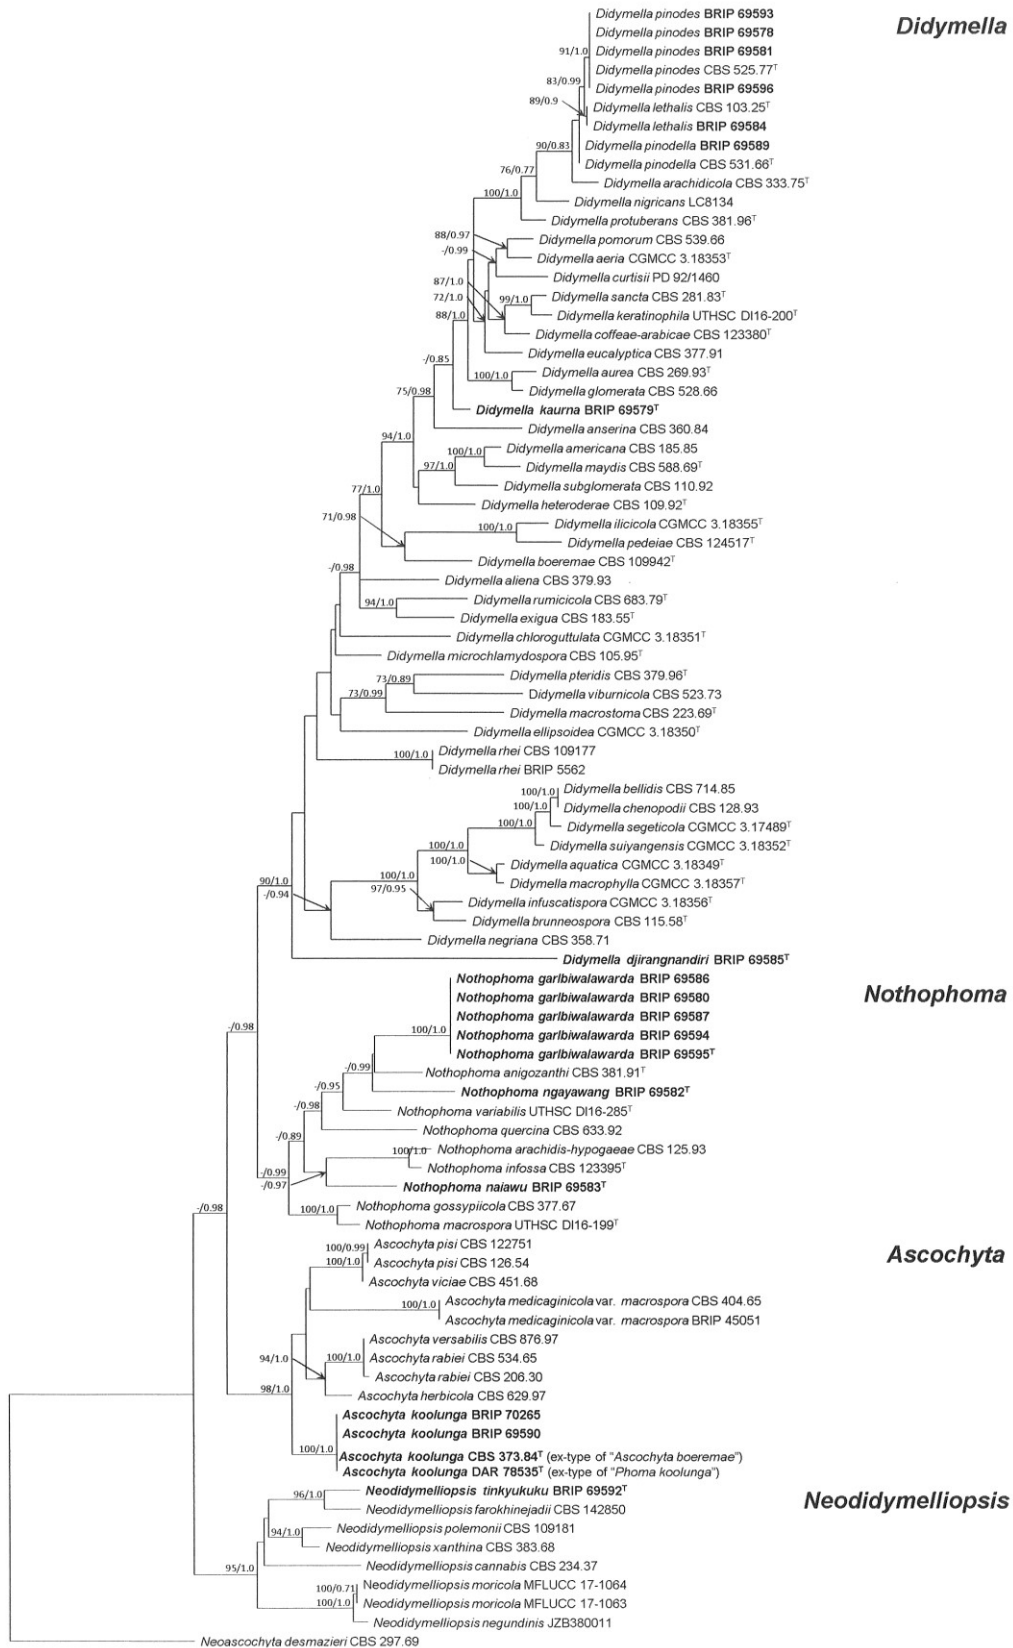 Didymella
Didymella pinodes BRIP 69593
Didymella pinodes BRIP 69578
91/1.0
Didymella pinodes BRIP 69581
Didymella pinodes CBS 525.77ᵀ
83/0.99
Didymella pinodes BRIP 69596
89/0.9
Didymella lethalis CBS 103.25ᵀ
Didymella lethalis BRIP 69584
90/0.83
Didymella pinodella BRIP 69589
Didymella pinodella CBS 531.66ᵀ
76/0.77
Didymella arachidicola CBS 333.75ᵀ
100/1.0
Didymella nigricans LC8134
Didymella protuberans CBS 381.96ᵀ
88/0.97
Didymella pomorum CBS 539.66
-/0.99
Didymella aeria CGMCC 3.18353ᵀ
Didymella curtisii PD 92/1460
87/1.0
72/1.0
99/1.0
Didymella sancta CBS 281.83ᵀ
88/1.0
Didymella keratinophila UTHSC DI16-200ᵀ
Didymella coffeae-arabicae CBS 123380ᵀ
-/0.85
Didymella eucalyptica CBS 377.91
100/1.0
Didymella aurea CBS 269.93ᵀ
75/0.98
Didymella glomerata CBS 528.66
Didymella kaurna BRIP 69579ᵀ
Didymella anserina CBS 360.84
94/1.0
100/1.0
Didymella americana CBS 185.85
97/1.0
Didymella maydis CBS 588.69ᵀ
Didymella subglomerata CBS 110.92
77/1.0
Didymella heteroderae CBS 109.92ᵀ
71/0.98
100/1.0
Didymella ilicicola CGMCC 3.18355ᵀ
Didymella pedeiae CBS 124517ᵀ
Didymella boeremae CBS 109942ᵀ
-/0.98
Didymella aliena CBS 379.93
94/1.0
Didymella rumicicola CBS 683.79ᵀ
Didymella exigua CBS 183.55ᵀ
Didymella chloroguttulata CGMCC 3.18351ᵀ
Didymella microchlamydospora CBS 105.95ᵀ
73/0.89
Didymella pteridis CBS 379.96ᵀ
73/0.99
Didymella viburnicola CBS 523.73
Didymella macrostoma CBS 223.69ᵀ
Didymella ellipsoidea CGMCC 3.18350ᵀ
100/1.0
Didymella rhei CBS 109177
Didymella rhei BRIP 5562
100/1.0
Didymella bellidis CBS 714.85
100/1.0
Didymella chenopodii CBS 128.93
100/1.0
Didymella segeticola CGMCC 3.17489ᵀ
100/1.0
Didymella suiyangensis CGMCC 3.18352ᵀ
100/1.0
Didymella aquatica CGMCC 3.18349ᵀ
100/1.0
Didymella macrophylla CGMCC 3.18357ᵀ
90/1.0
97/0.95
-/0.94
Didymella infuscatispora CGMCC 3.18356ᵀ
Didymella brunneospora CBS 115.58ᵀ
Didymella negriana CBS 358.71
Didymella djirangnandiri BRIP 69585ᵀ
Nothophoma
Nothophoma garlbiwalawarda BRIP 69586
Nothophoma garlbiwalawarda BRIP 69580
Nothophoma garlbiwalawarda BRIP 69587
-/0.98
100/1.0
Nothophoma garlbiwalawarda BRIP 69594
Nothophoma garlbiwalawarda BRIP 69595ᵀ
-/0.99
Nothophoma anigozanthi CBS 381.91ᵀ
-/0.95
Nothophoma ngayawang BRIP 69582ᵀ
-/0.98
Nothophoma variabilis UTHSC DI16-285ᵀ
Nothophoma quercina CBS 633.92
-/0.89
100/1.0
Nothophoma arachidis-hypogaeae CBS 125.93
-/0.99
Nothophoma infossa CBS 123395ᵀ
-/0.97
Nothophoma naiawu BRIP 69583ᵀ
-/0.98
100/1.0
Nothophoma gossypiicola CBS 377.67
Nothophoma macrospora UTHSC DI16-199ᵀ
Ascochyta
100/0.99
Ascochyta pisi CBS 122751
100/1.0
Ascochyta pisi CBS 126.54
Ascochyta viciae CBS 451.68
100/1.0
Ascochyta medicaginicola var. macrospora CBS 404.65
Ascochyta medicaginicola var. macrospora BRIP 45051
Ascochyta versabilis CBS 876.97
94/1.0
100/1.0
Ascochyta rabiei CBS 534.65
Ascochyta rabiei CBS 206.30
98/1.0
Ascochyta herbicola CBS 629.97
Ascochyta koolunga BRIP 70265
Ascochyta koolunga BRIP 69590
100/1.0
Ascochyta koolunga CBS 373.84ᵀ (ex-type of “Ascochyta boeremae”)
Ascochyta koolunga DAR 78535ᵀ (ex-type of “Phoma koolunga”)
Neodidymelliopsis
96/1.0
Neodidymelliopsis tinkyukuku BRIP 69592ᵀ
Neodidymelliopsis farokhinejadii CBS 142850
94/1.0
Neodidymelliopsis polemonii CBS 109181
Neodidymelliopsis xanthina CBS 383.68
95/1.0
Neodidymelliopsis cannabis CBS 234.37
100/0.71
Neodidymelliopsis moricola MFLUCC 17-1064
100/1.0
Neodidymelliopsis moricola MFLUCC 17-1063
Neodidymelliopsis negundinis JZB380011
Neoascochyta desmazieri CBS 297.69